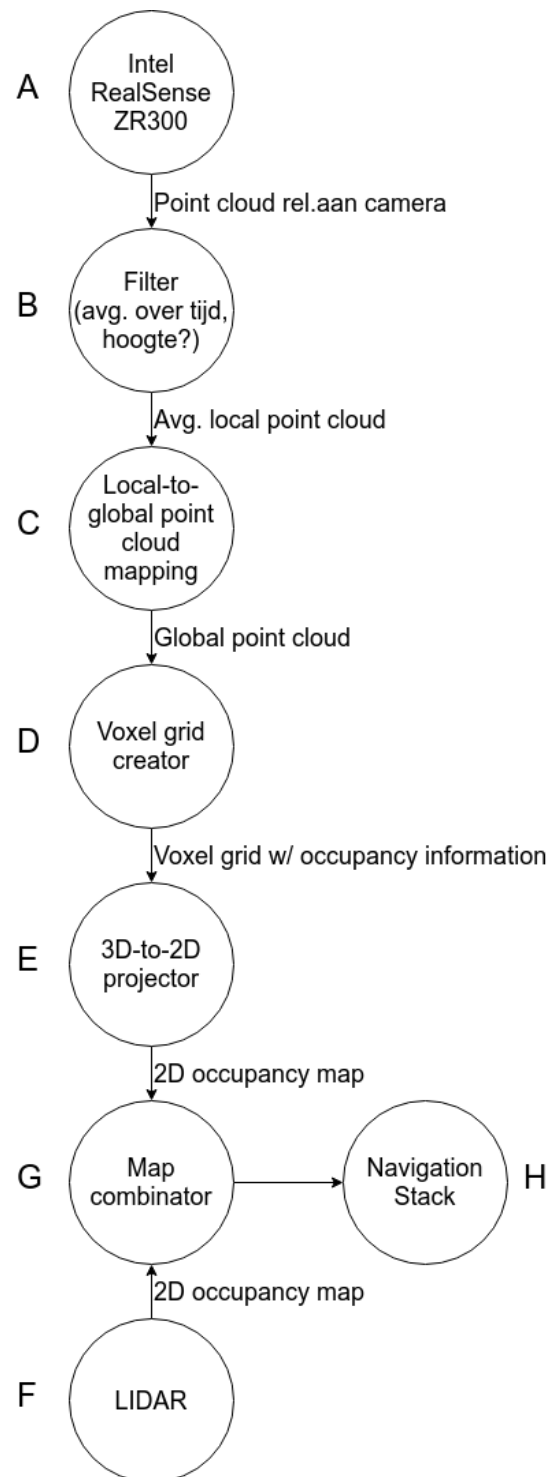 A
Intel
RealSense
ZR300
Point cloud rel.aan camera
B
Filter
(avg. over tijd,
hoogte?)
Avg. local point cloud
C
Local-to-
global point
cloud
mapping
Global point cloud
D
Voxel grid
creator
Voxel grid w/ occupancy information
E
3D-to-2D
projector
2D occupancy map
G
Map
combinator
Navigation
Stack
H
2D occupancy map
F
LIDAR